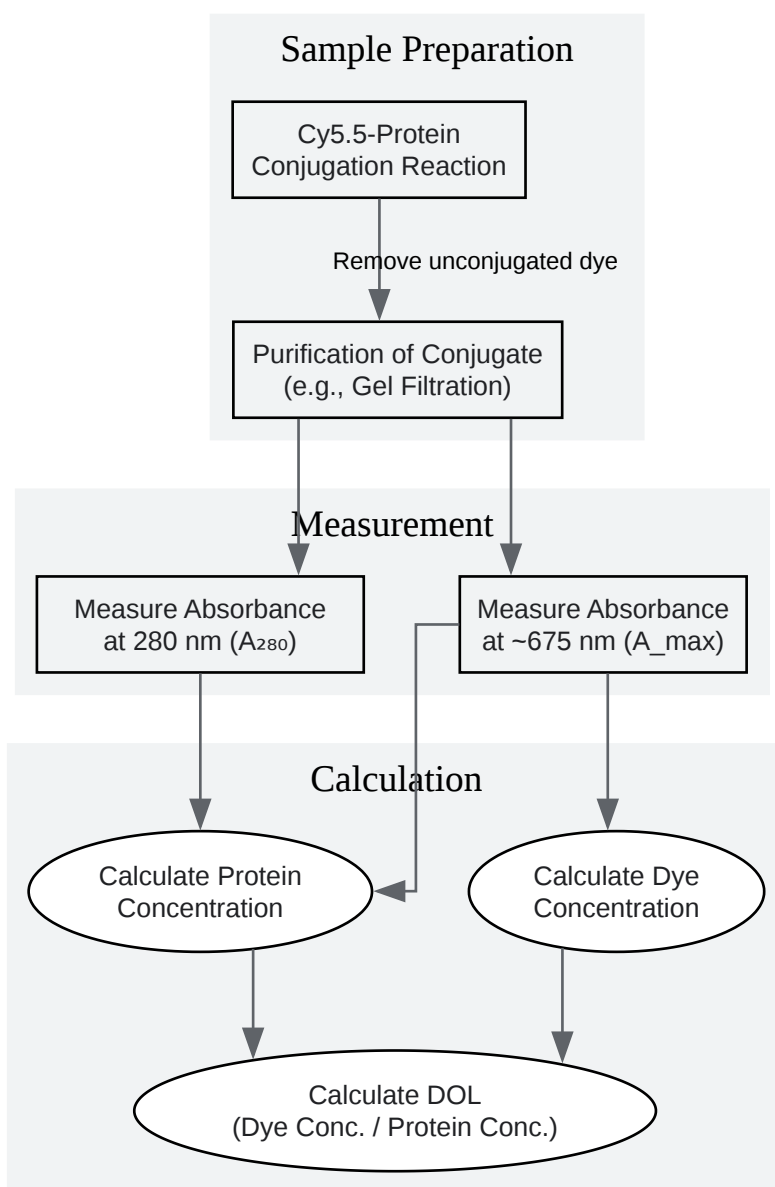 Sample Preparation
Cy5.5-Protein
Conjugation Reaction
Remove unconjugated dye
Purification of Conjugate
(e.g., Gel Filtration)
Measurement
Measure Absorbance
at 280 nm (A₂₈₀)
Measure Absorbance
at ~675 nm (A_max)
Calculation
Calculate Protein
Concentration
Calculate Dye
Concentration
Calculate DOL
(Dye Conc. / Protein Conc.)